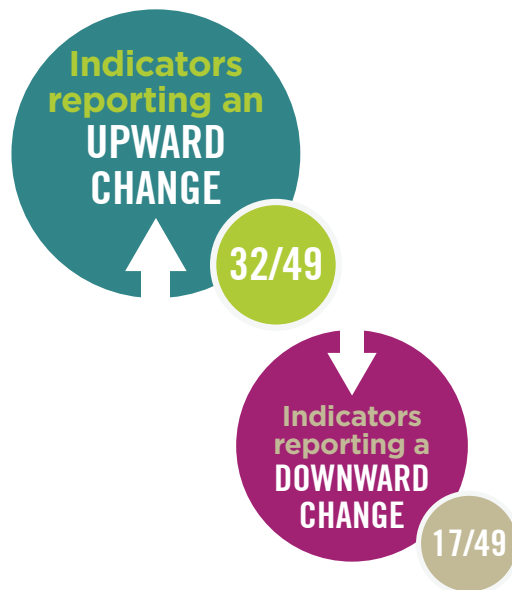 Indicators
reporting an
UPWARD
CHANGE
32/49
Indicators
reporting a
DOWNWARD
CHANGE
17/49